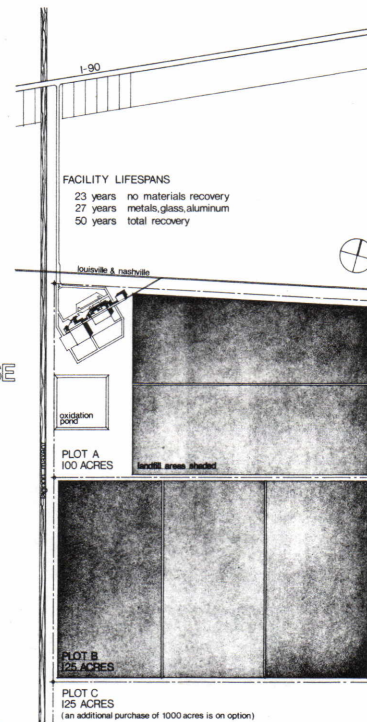 I-90
FACILITY LIFESPANS
23 years no materials recovery
27 years metals, glass, aluminum
50 years total recovery
louisville & nashville
oxidation
pond
PLOT A
100 ACRES
landfill areas shaded
PLOT B
125 ACRES
PLOT C
125 ACRES
(an additional purchase of 1000 acres is on option)